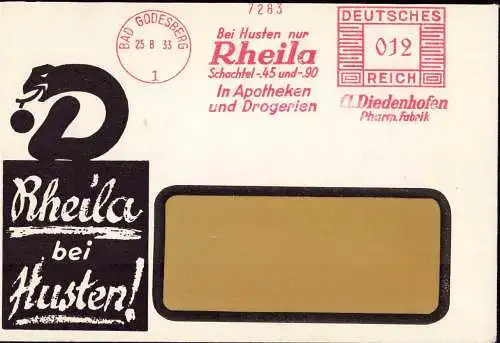 7283
BAD GODESBERG
25 8 33
1
Bei Husten nur
Rheila
Schachtel -.45 und -.90
In Apotheken
und Drogerien
DEUTSCHES
012
REICH
A. Diedenhofen
Pharm. Fabrik
D
Rheila
bei
Husten!